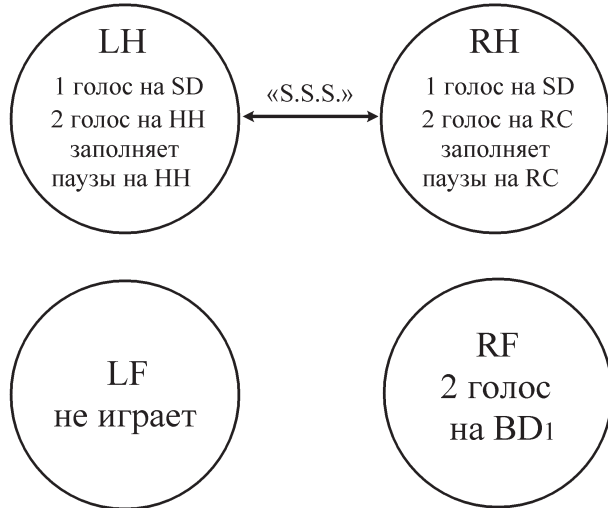 LH
1 голос на SD
2 голос на HH
заполняет
паузы на HH
«S.S.S.»
RH
1 голос на SD
2 голос на RC
заполняет
паузы на RC
LF
не играет
RF
2 голос
на BD1